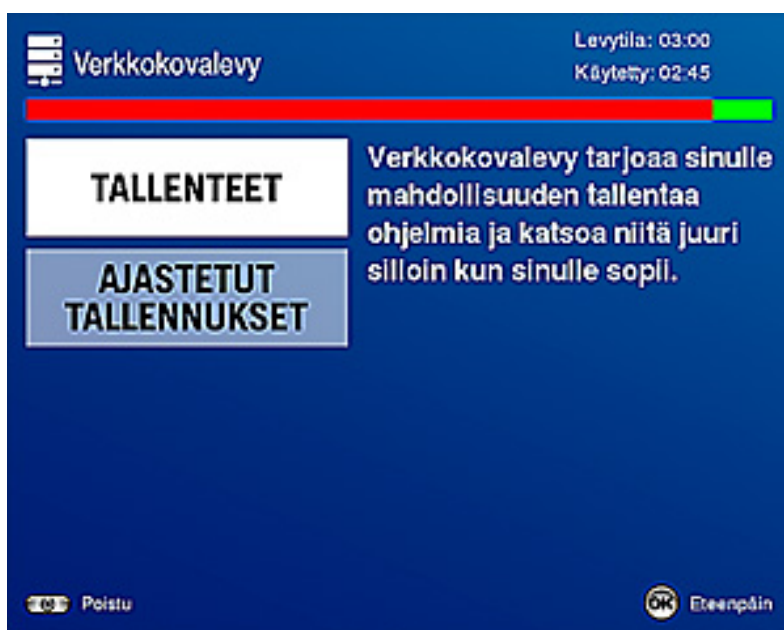 Verkkokovalevy
Levytila: 03:00
Käytetty: 02:45
TALLENTEET
AJASTETUT
TALLENNUKSET
Verkkokovalevy tarjoaa sinulle
mahdollisuuden tallentaa
ohjelmia ja katsoa niitä juuri
silloin kun sinulle sopii.
Poistu
OK Eteenpäin